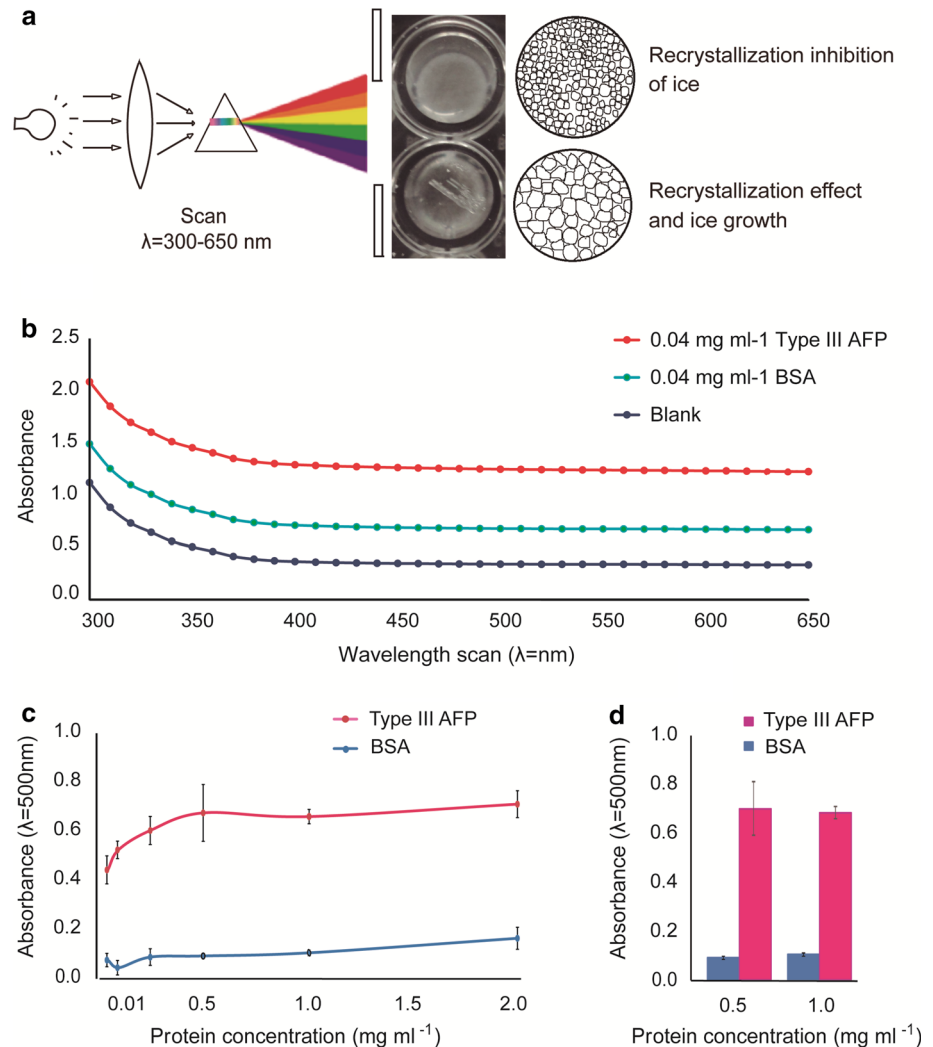 a
Scan
λ=300-650 nm
Recrystallization inhibition
of ice
Recrystallization effect
and ice growth
b
Absorbance
2.5
2.0
1.5
1.0
0.5
0.0
0.04 mg ml-1 Type III AFP
0.04 mg ml-1 BSA
Blank
300 350 400 450 500 550 600 650
Wavelength scan (λ=nm)
c
Type III AFP
BSA
Absorbance (λ=500nm)
1.0
0.8
0.6
0.4
0.2
0.0
0.01 0.5 1.0 1.5 2.0
Protein concentration (mg ml -1)
d
Type III AFP
BSA
Absorbance (λ=500nm)
1.0
0.8
0.6
0.4
0.2
0.0
0.5 1.0
Protein concentration (mg ml -1)